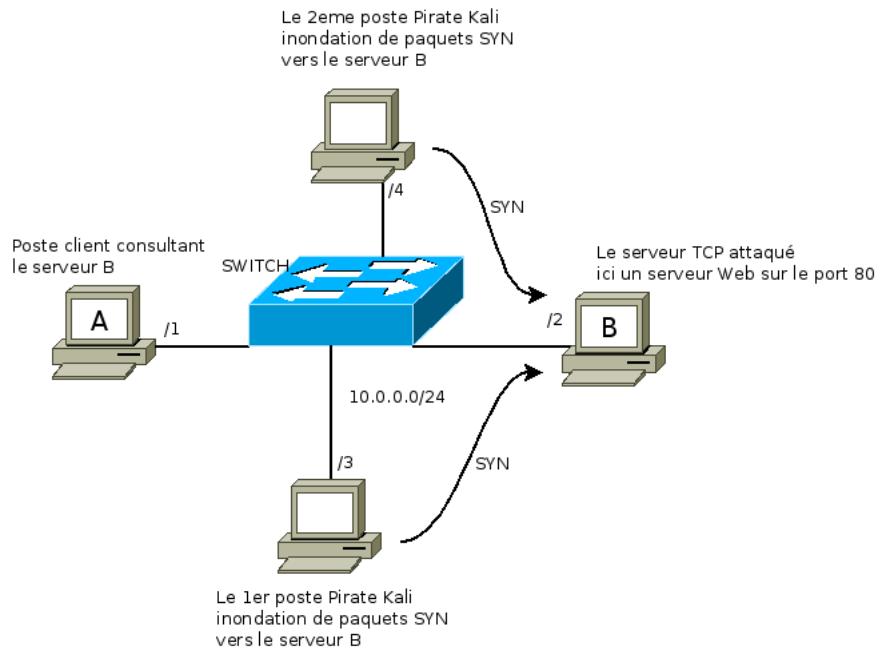 Le 2eme poste Pirate Kali
inondation de paquets SYN
vers le serveur B
/4
SYN
Poste client consultant
le serveur B
SWITCH
Le serveur TCP attaqué
ici un serveur Web sur le port 80
A
/1
/2
B
10.0.0.0/24
/3
SYN
Le 1er poste Pirate Kali
inondation de paquets SYN
vers le serveur B